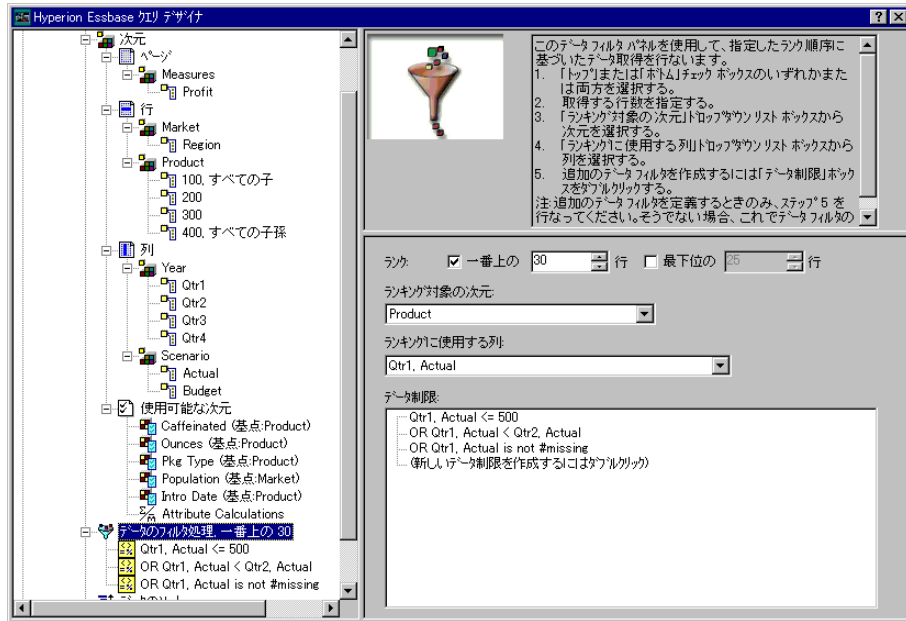 Hyperion Essbase クエリ デザイナ
次元
ページ
Measures
Profit
行
Market
Region
Product
100, すべての子
200
300
400, すべての子孫
列
Year
Qtr1
Qtr2
Qtr3
Qtr4
Scenario
Actual
Budget
使用可能な次元
Caffeinated (基点:Product)
Ounces (基点:Product)
Pkg Type (基点:Product)
Population (基点:Market)
Intro Date (基点:Product)
Attribute Calculations
データのフィルタ処理, 一番上の 30
Qtr1, Actual <= 500
OR Qtr1, Actual < Qtr2, Actual
OR Qtr1, Actual is not #missing
このデータ フィルタ パネルを使用して、指定したランク順序に
基づいたデータ取得を行ないます。
1. 「トップ」または「ボトム」チェック ボックスのいずれかまた
は両方を選択する。
2. 取得する行数を指定する。
3. 「ランキング対象の次元」ドロップダウン リスト ボックスから
次元を選択する。
4. 「ランキングに使用する列」ドロップダウン リスト ボックスから
列を選択する。
5. 追加のデータ フィルタを作成するには「データ制限」ボック
スをダブルクリックする。
注:追加のデータ フィルタを定義するときのみ、ステップ 5 を
行なってください。そうでない場合、これでデータ フィルタの
ランク: 一番上の 30 行 最下位の 25 行
ランキング対象の次元:
Product
ランキングに使用する列:
Qtr1, Actual
データ制限:
Qtr1, Actual <= 500
OR Qtr1, Actual < Qtr2, Actual
OR Qtr1, Actual is not #missing
(新しいデータ制限を作成するにはダブルクリック)